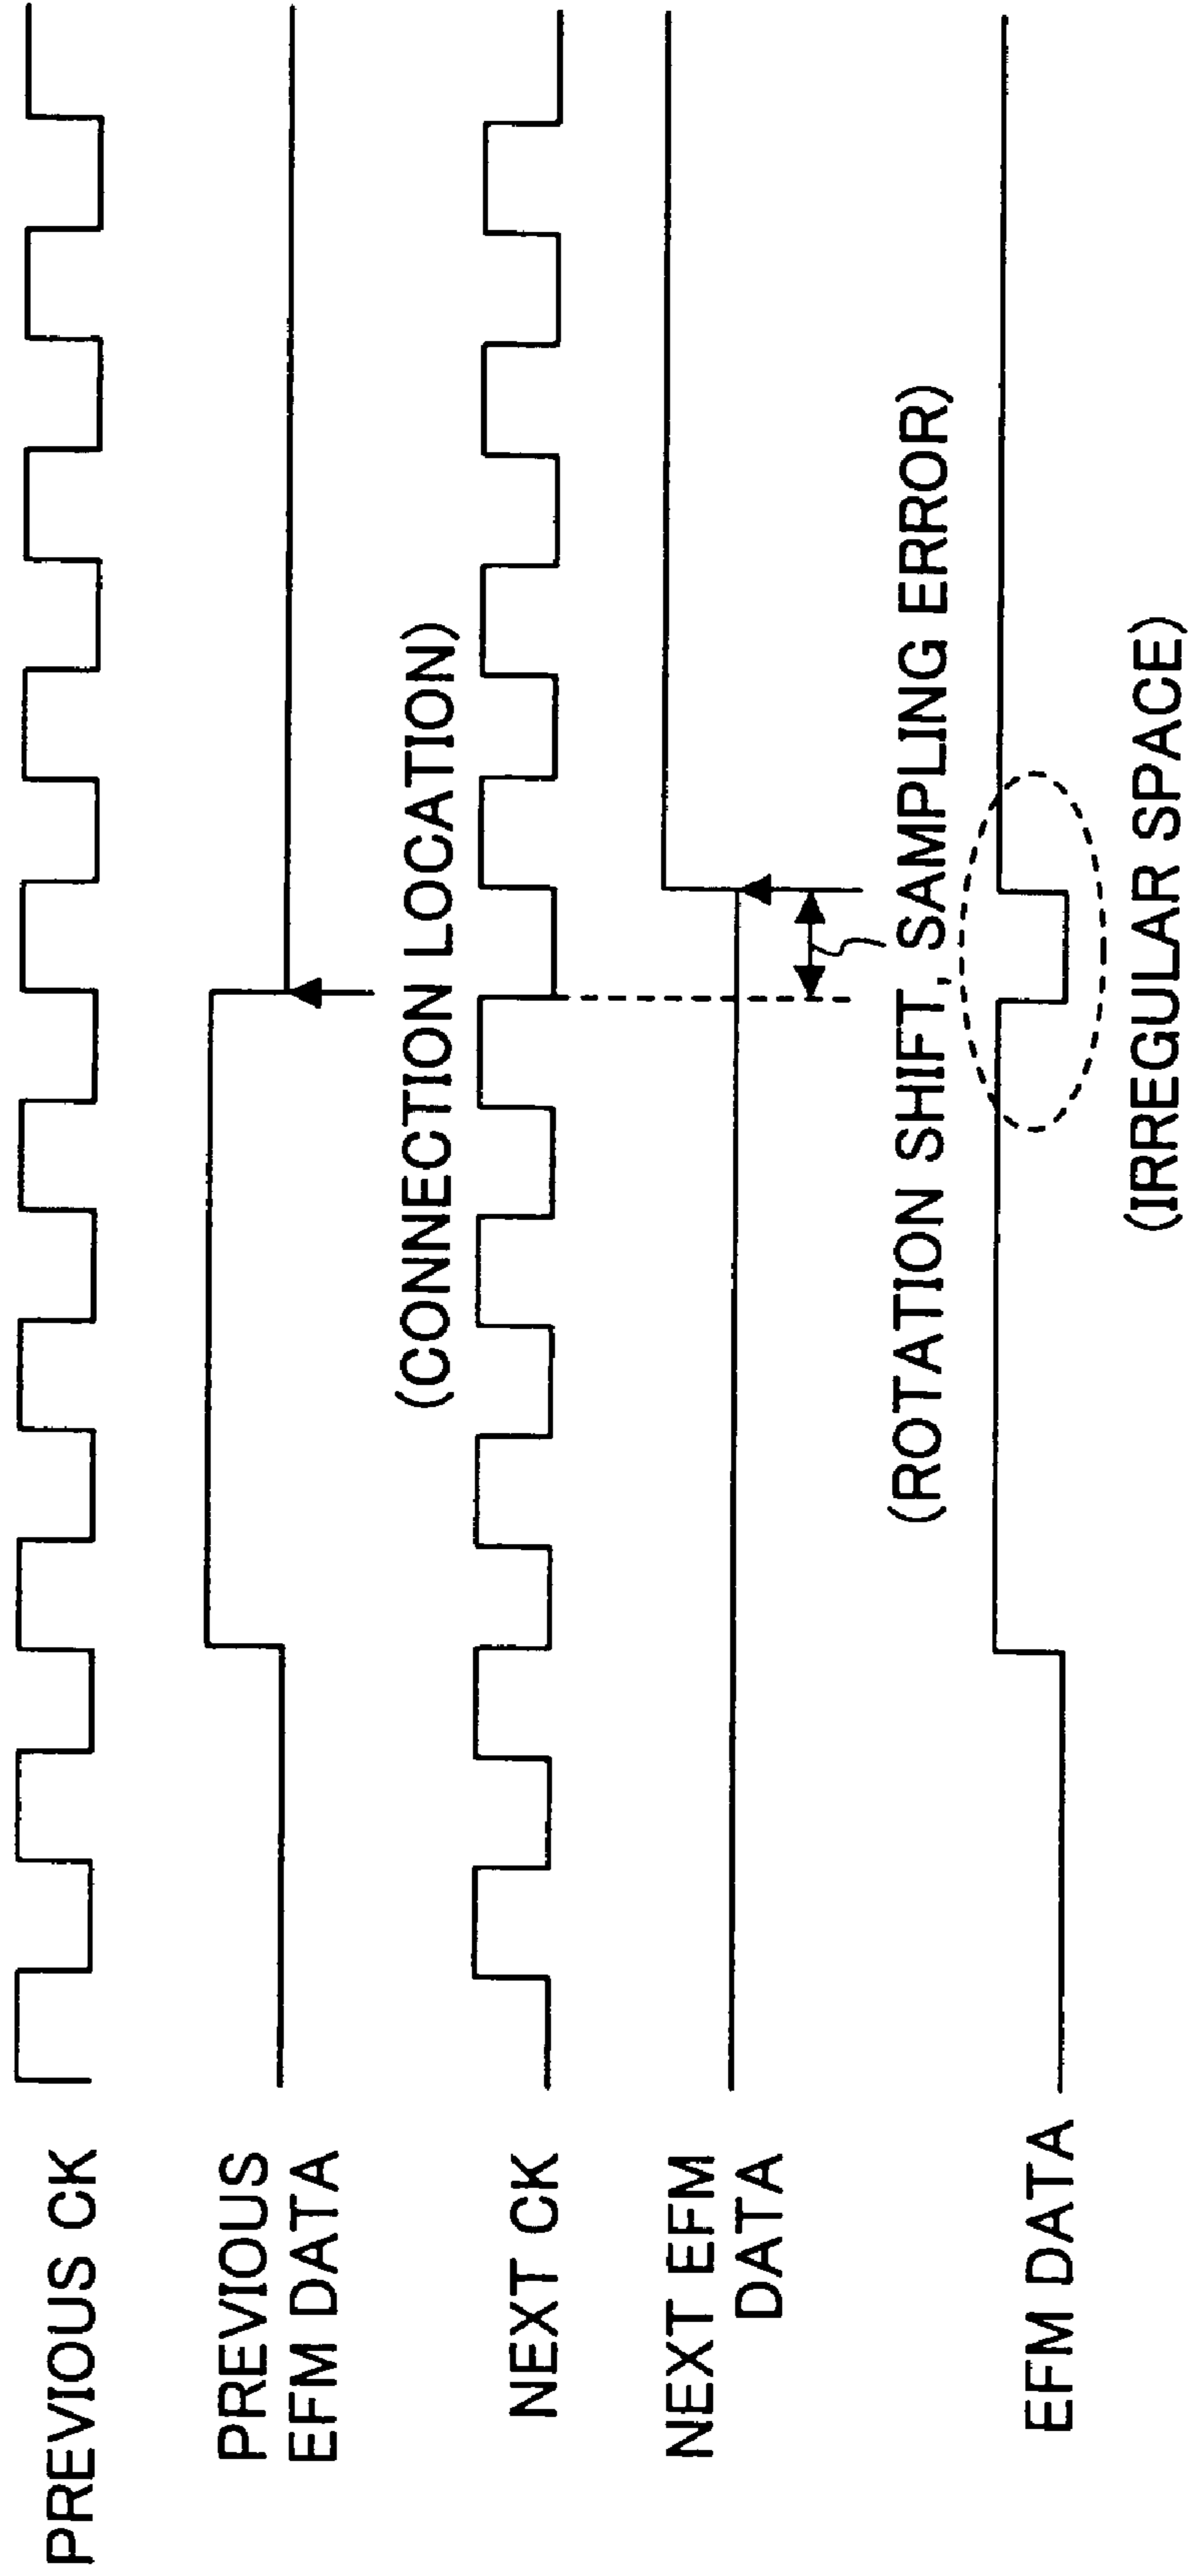 PREVIOUS CK
PREVIOUS
EFM DATA
(CONNECTION LOCATION)
NEXT CK
NEXT EFM
DATA
(ROTATION SHIFT, SAMPLING ERROR)
EFM DATA
(IRREGULAR SPACE)